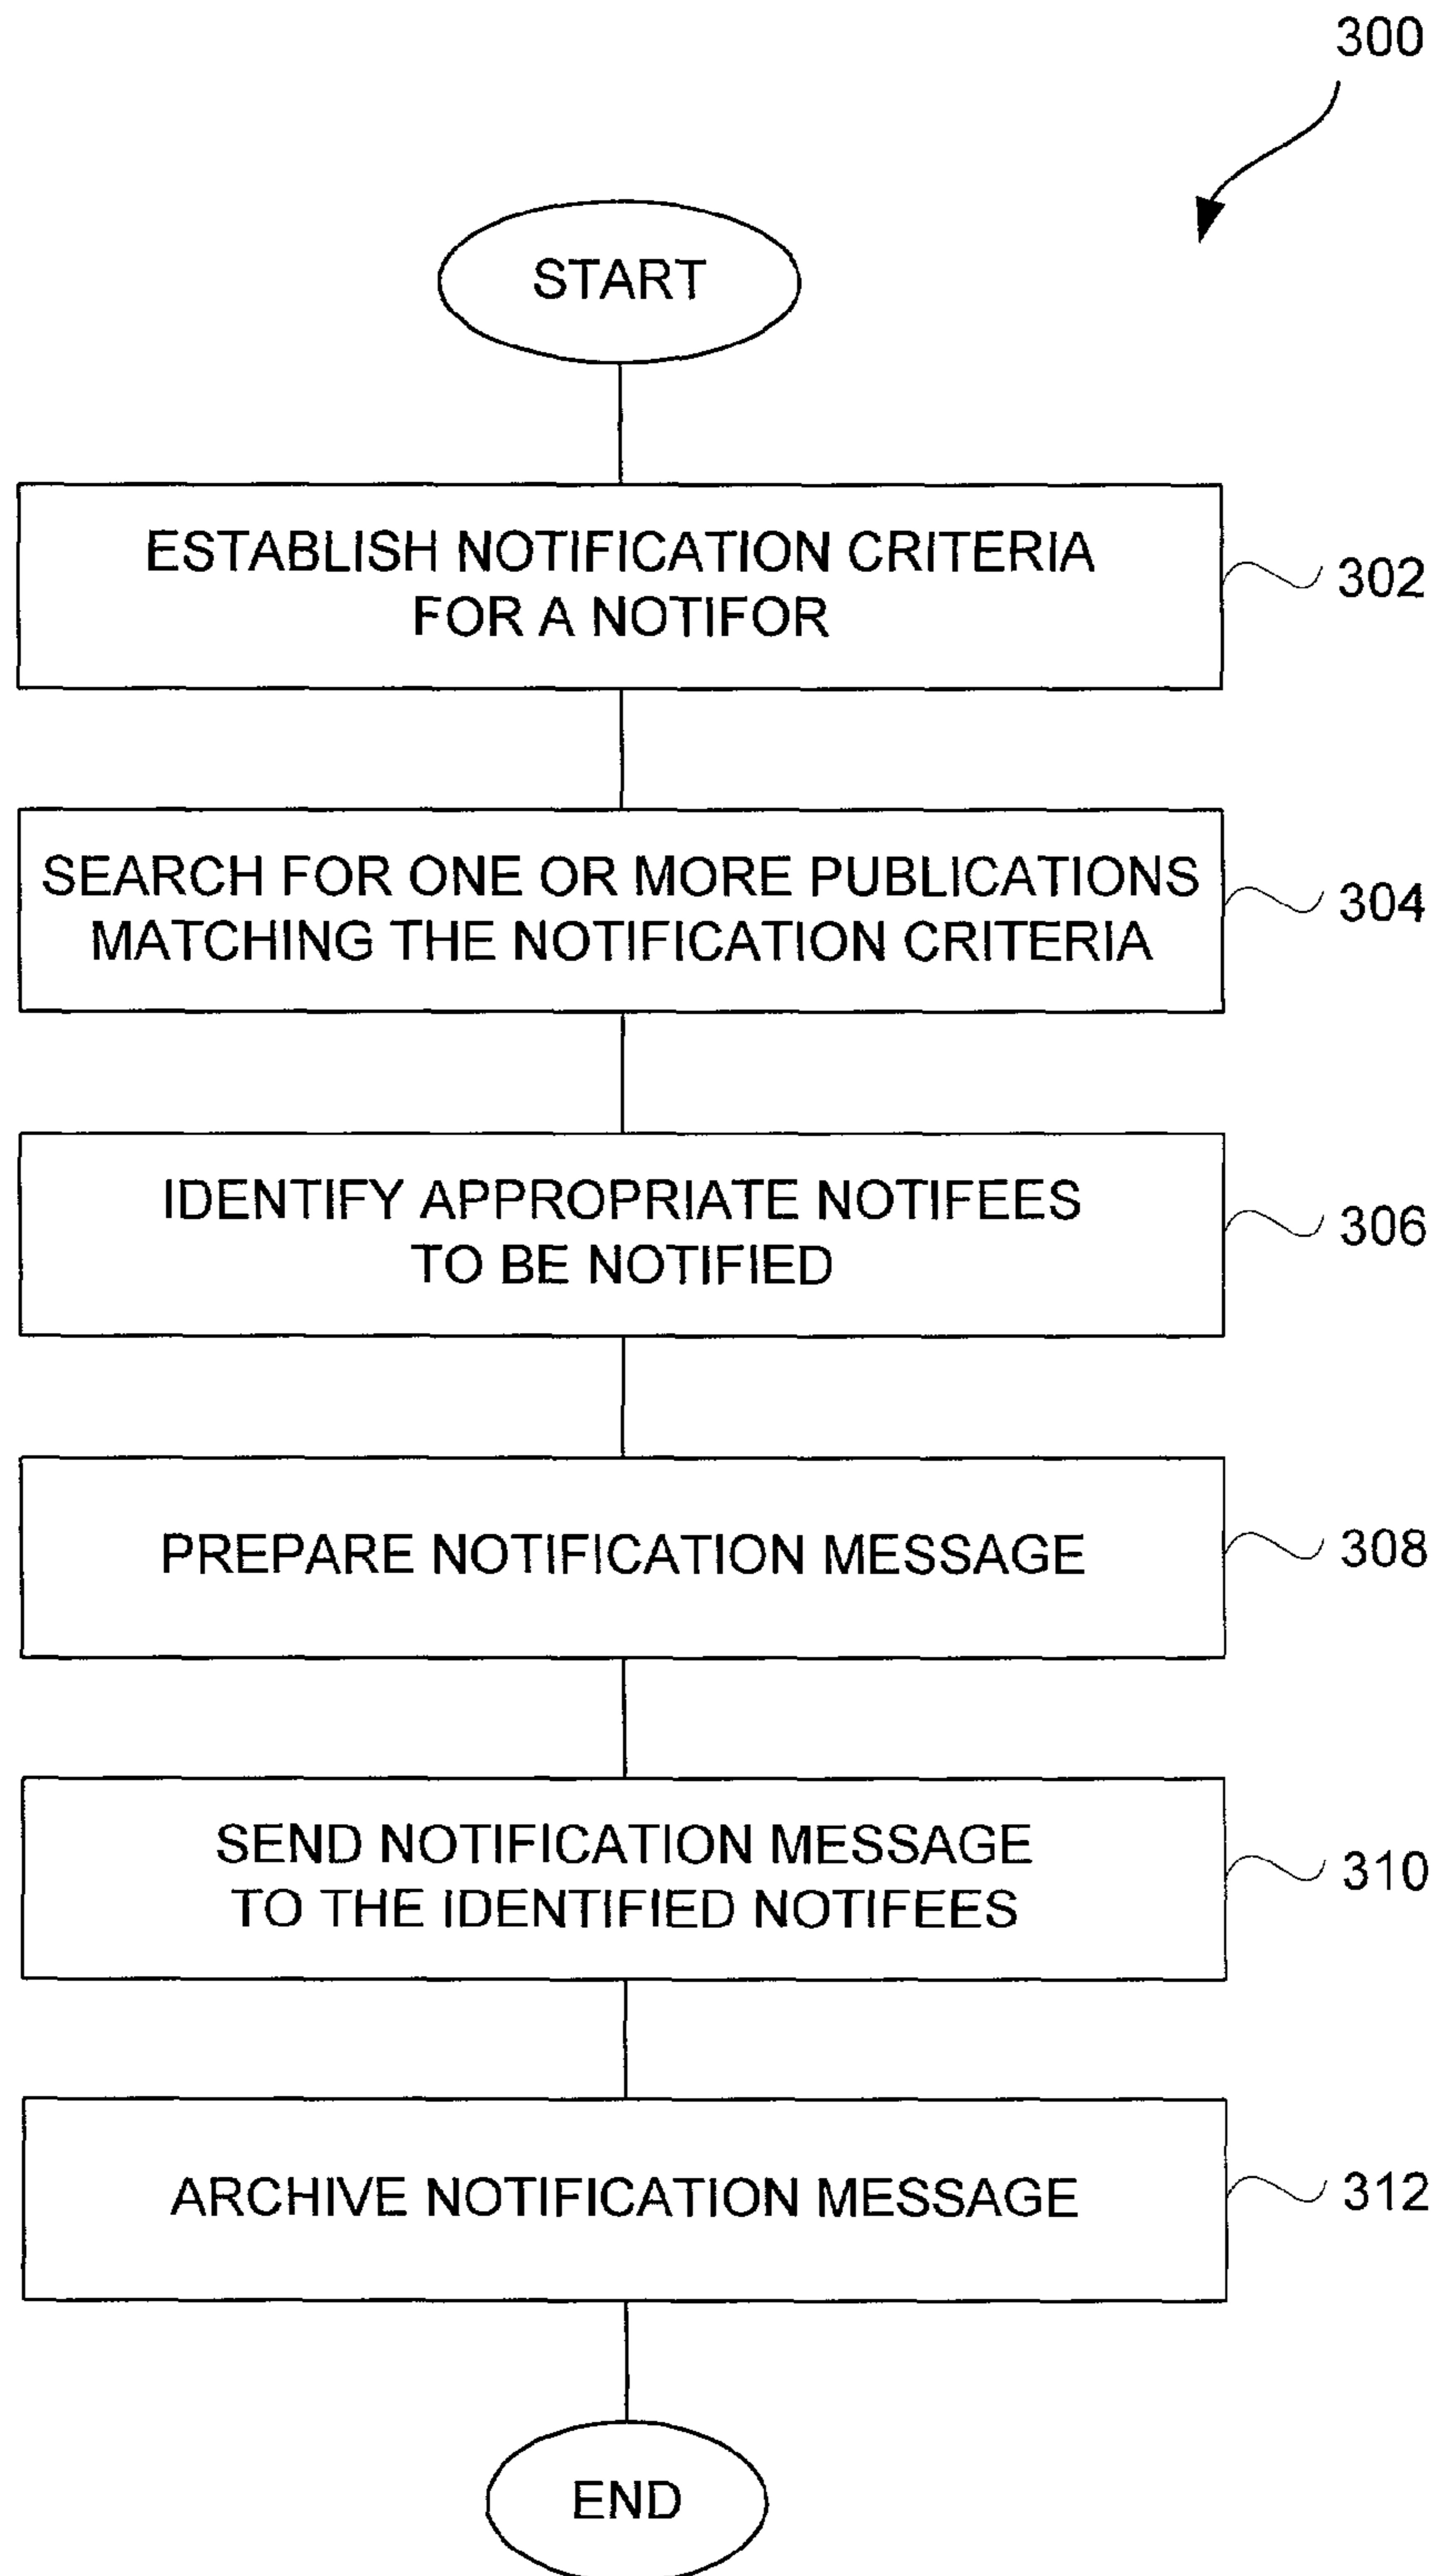 300
START
ESTABLISH NOTIFICATION CRITERIA
FOR A NOTIFOR
302
SEARCH FOR ONE OR MORE PUBLICATIONS
MATCHING THE NOTIFICATION CRITERIA
304
IDENTIFY APPROPRIATE NOTIFEES
TO BE NOTIFIED
306
PREPARE NOTIFICATION MESSAGE
308
SEND NOTIFICATION MESSAGE
TO THE IDENTIFIED NOTIFEES
310
ARCHIVE NOTIFICATION MESSAGE
312
END